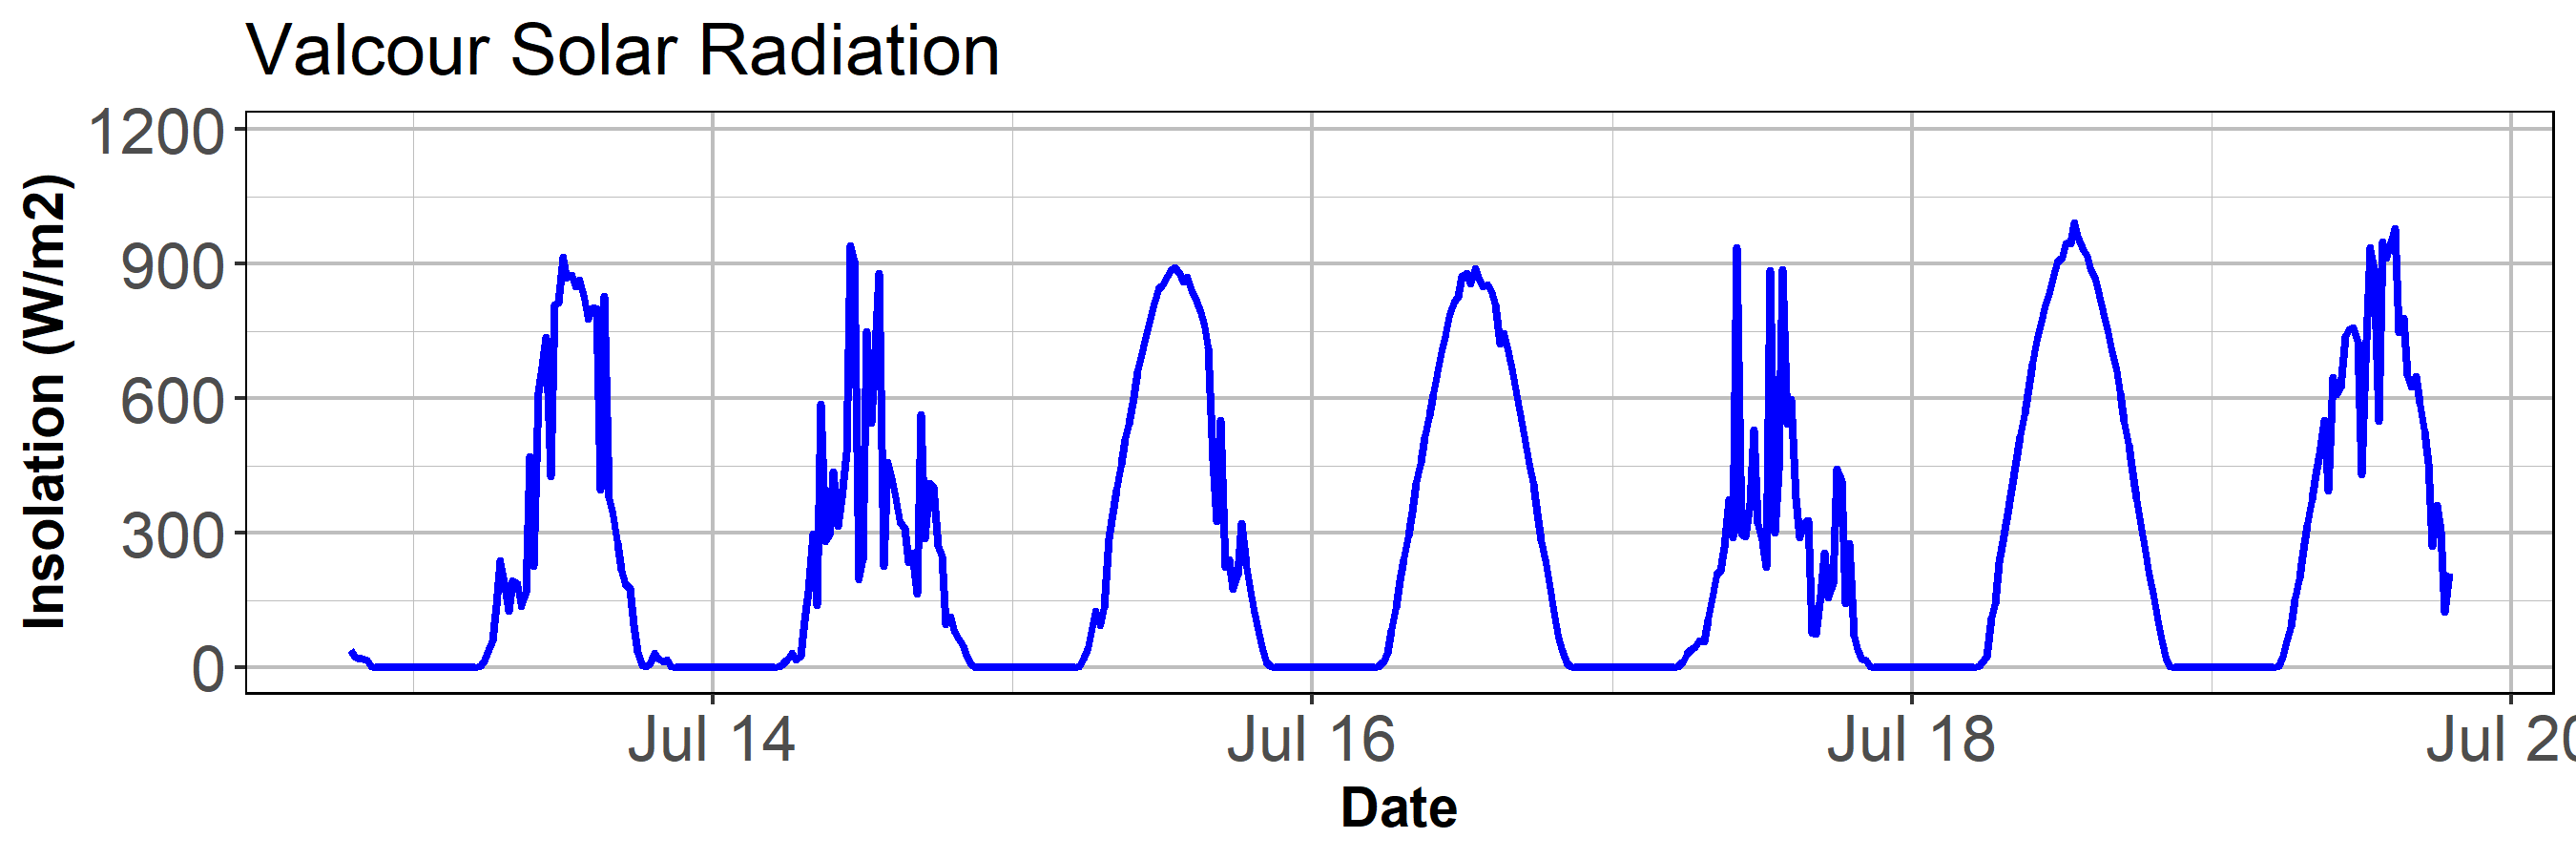 Valcour Solar Radiation
1200
900
600
300
0
Insolation (W/m2)
Jul 14
Jul 16
Jul 18
Jul 20
Date